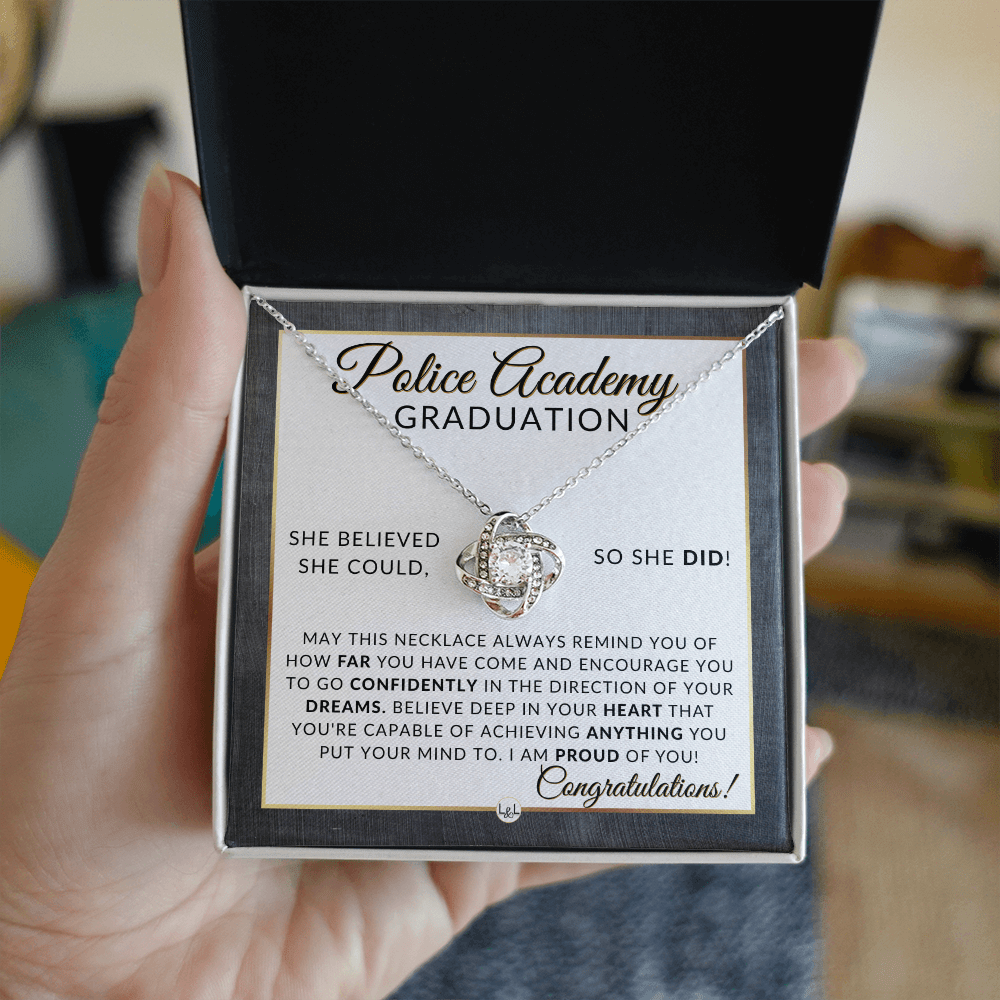 Police Academy
GRADUATION
SHE BELIEVED
SHE COULD,
SO SHE DID!
MAY THIS NECKLACE ALWAYS REMIND YOU OF
HOW FAR YOU HAVE COME AND ENCOURAGE YOU
TO GO CONFIDENTLY IN THE DIRECTION OF YOUR
DREAMS. BELIEVE DEEP IN YOUR HEART THAT
YOU'RE CAPABLE OF ACHIEVING ANYTHING YOU
PUT YOUR MIND TO. I AM PROUD OF YOU!
Congratulations!
L&L